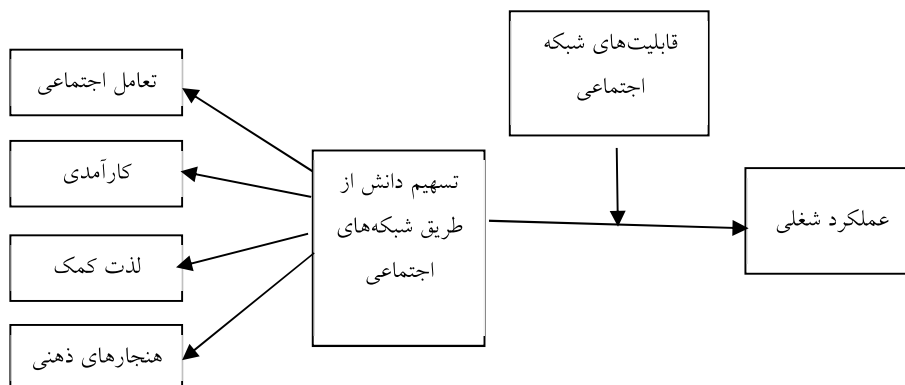 قابلیت‌های شبکه
اجتماعی
تعامل اجتماعی
کارآمدی
لذت کمک
هنجارهای ذهنی
تسهیم دانش از
طریق شبکه‌های
اجتماعی
عملکرد شغلی